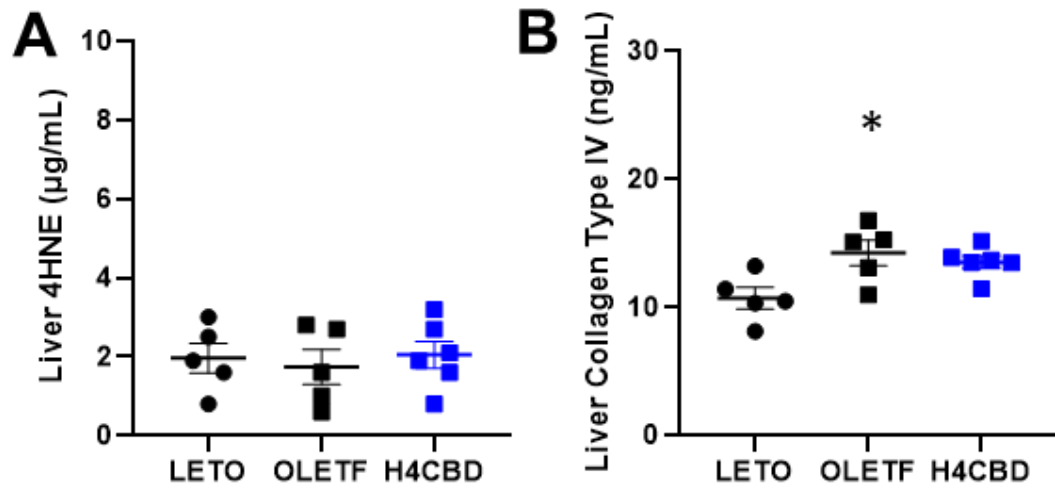 A
Liver 4HNE (µg/mL)
10
8
6
4
2
0
LETO OLETF H4CBD
B
Liver Collagen Type IV (ng/mL)
30
20
10
0
*
LETO OLETF H4CBD